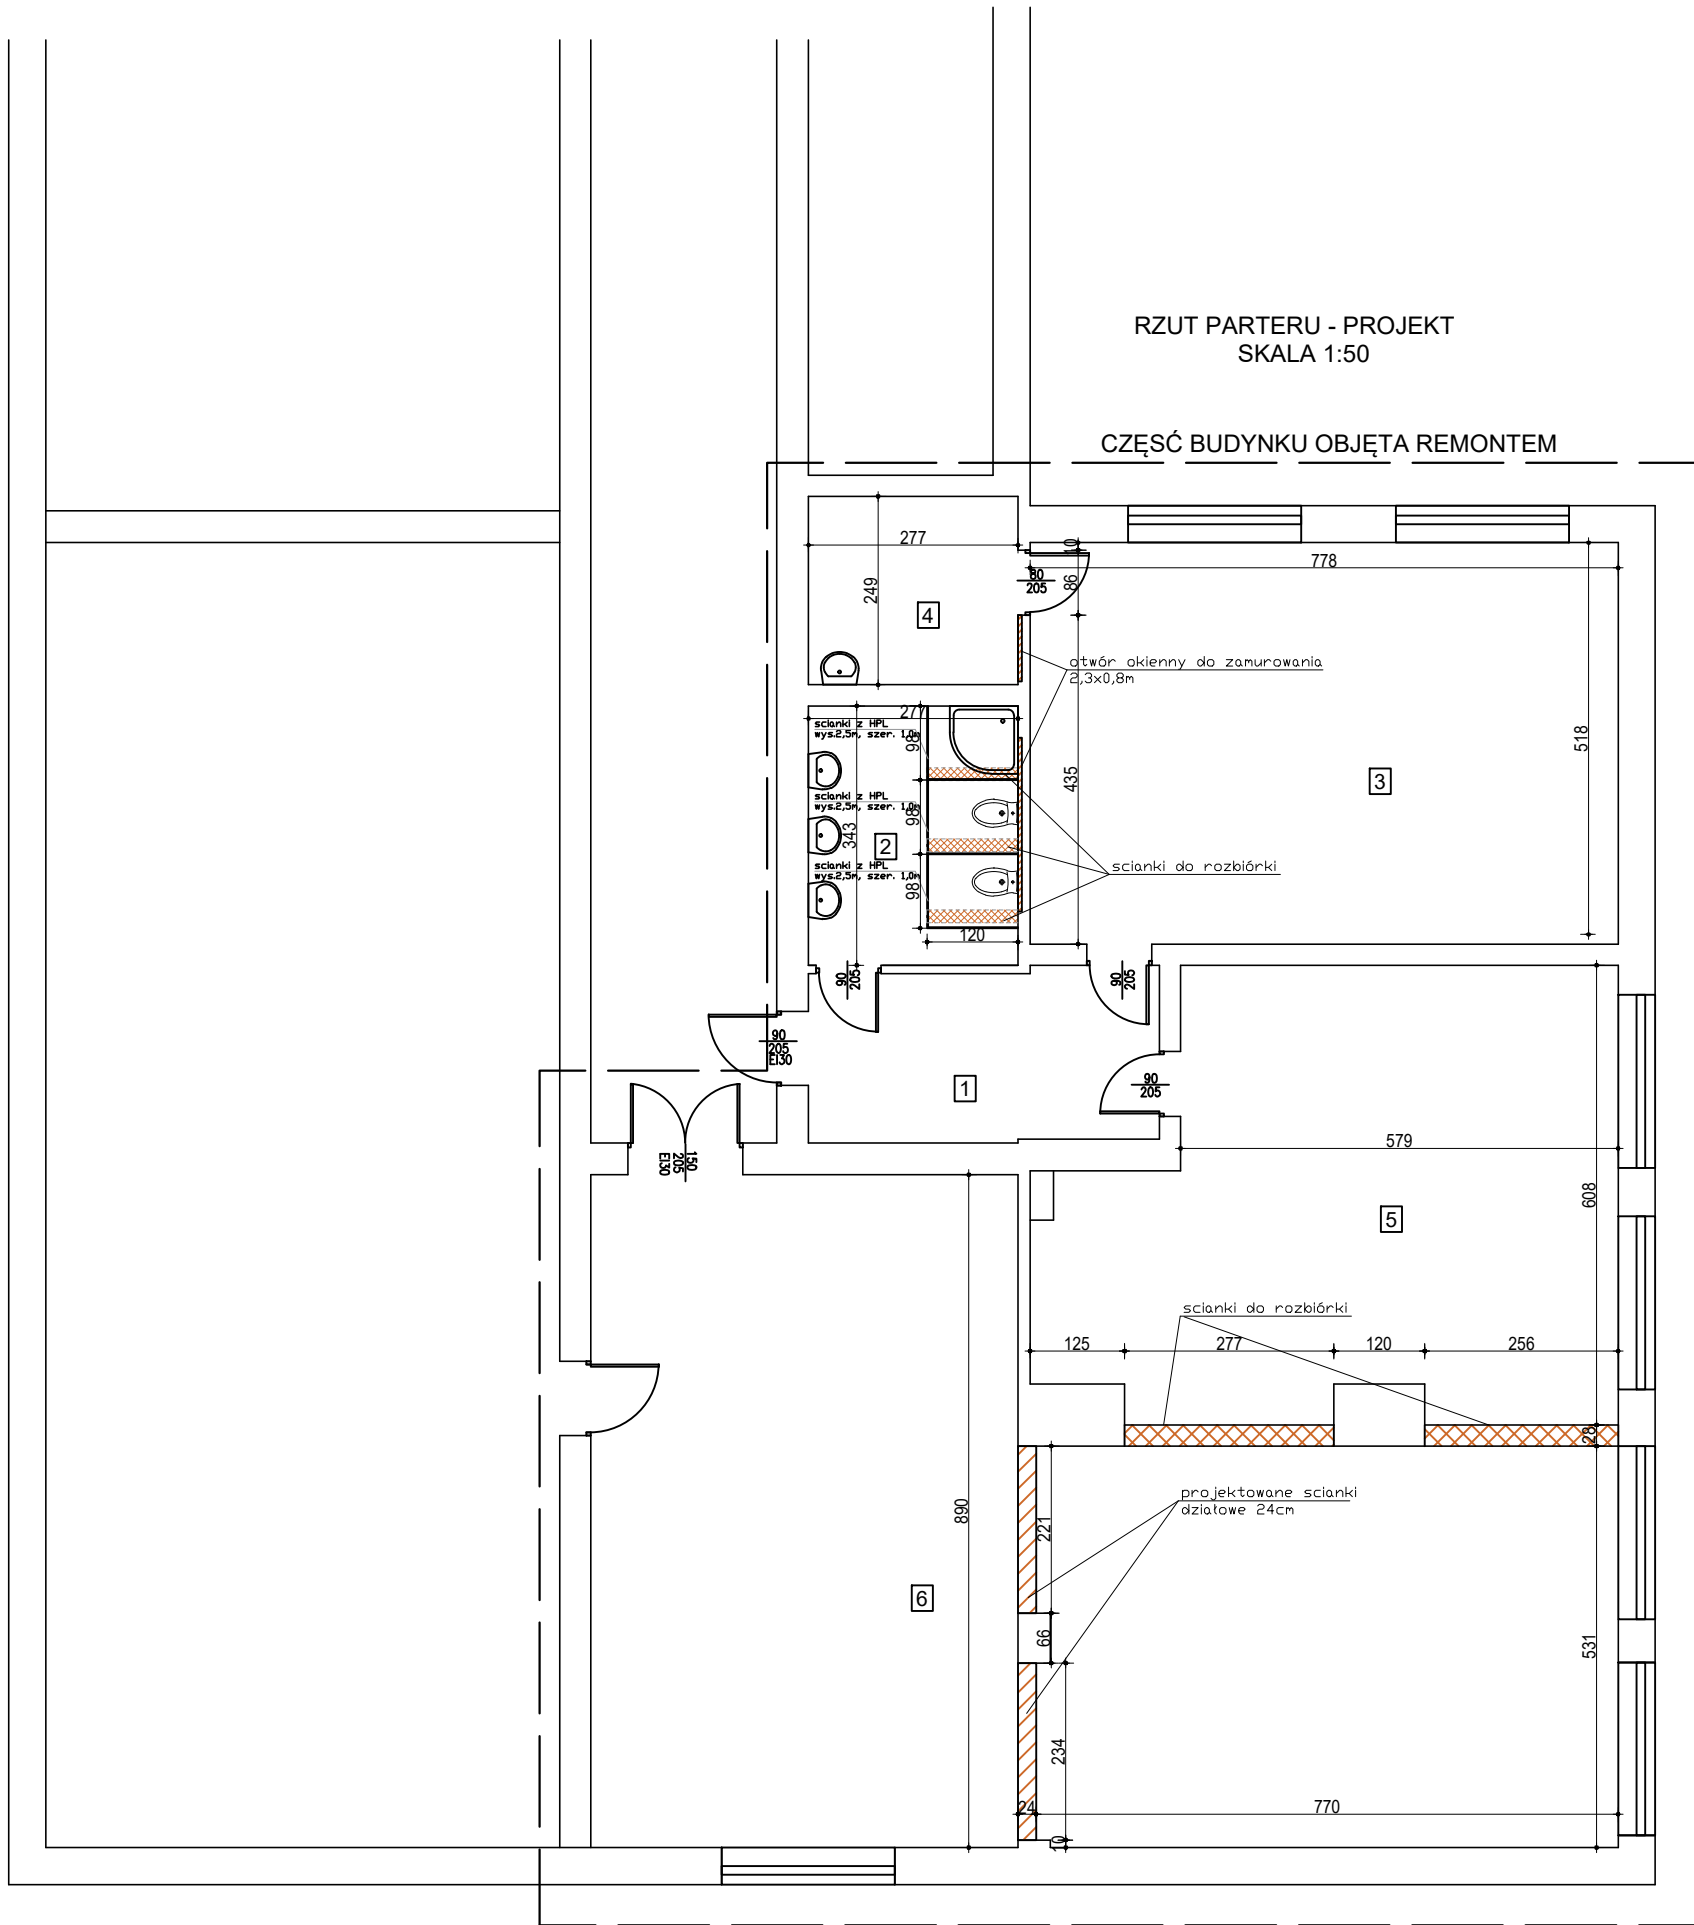 RZUT PARTERU - PROJEKT
SKALA 1:50
CZĘŚĆ BUDYNKU OBJĘTA REMONTEM
277
249
4
80
205
10
86
778
otwór okienny do zamurowania
2,3x0,8m
435
518
3
277
scianki z HPL
wys.2,5m, szer. 1,0m
98
scianki z HPL
wys.2,5m, szer. 1,0m
98
343
2
scianki z HPL
wys.2,5m, szer. 1,0m
98
scianki do rozbiórki
120
90
205
90
205
90
205
EI30
1
90
205
579
150
205
EI30
608
5
scianki do rozbiórki
125
277
120
256
28
projektowane scianki
działowe 24cm
890
221
6
66
531
234
24
770
10